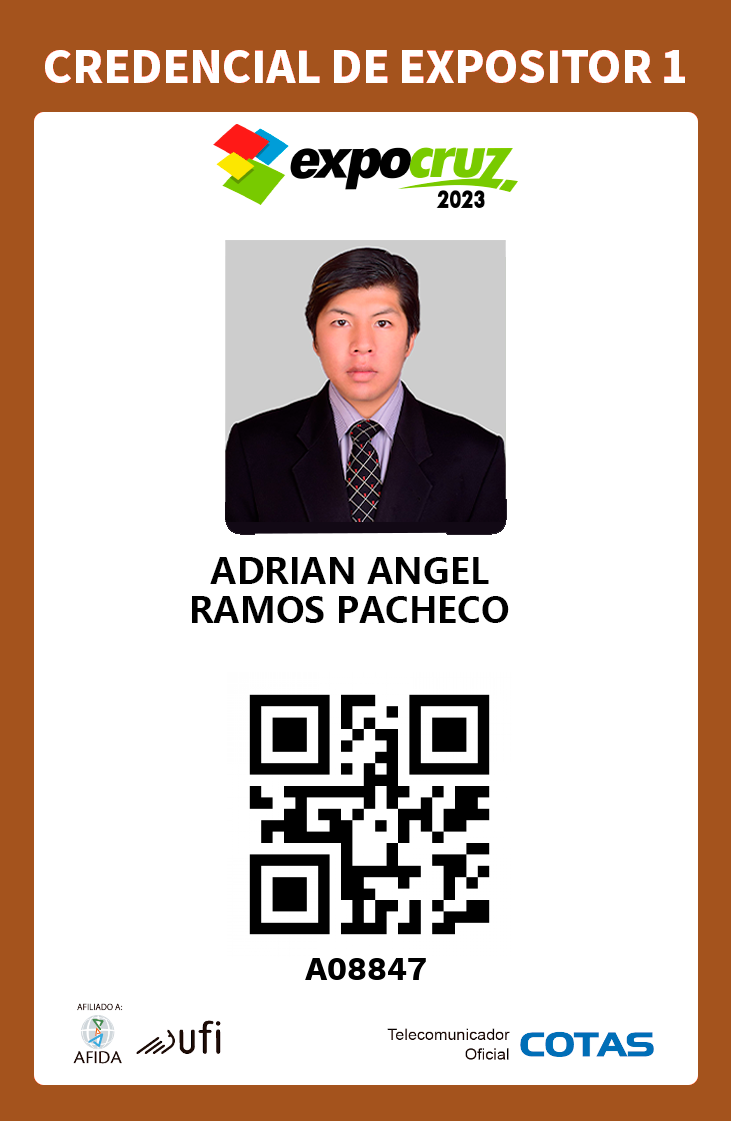 CREDENCIAL DE EXPOSITOR 1
expocruz
2023
ADRIAN ANGEL
RAMOS PACHECO
A08847
AFILIADO A:
AFIDA
ufi
Telecomunicador
Oficial
COTAS